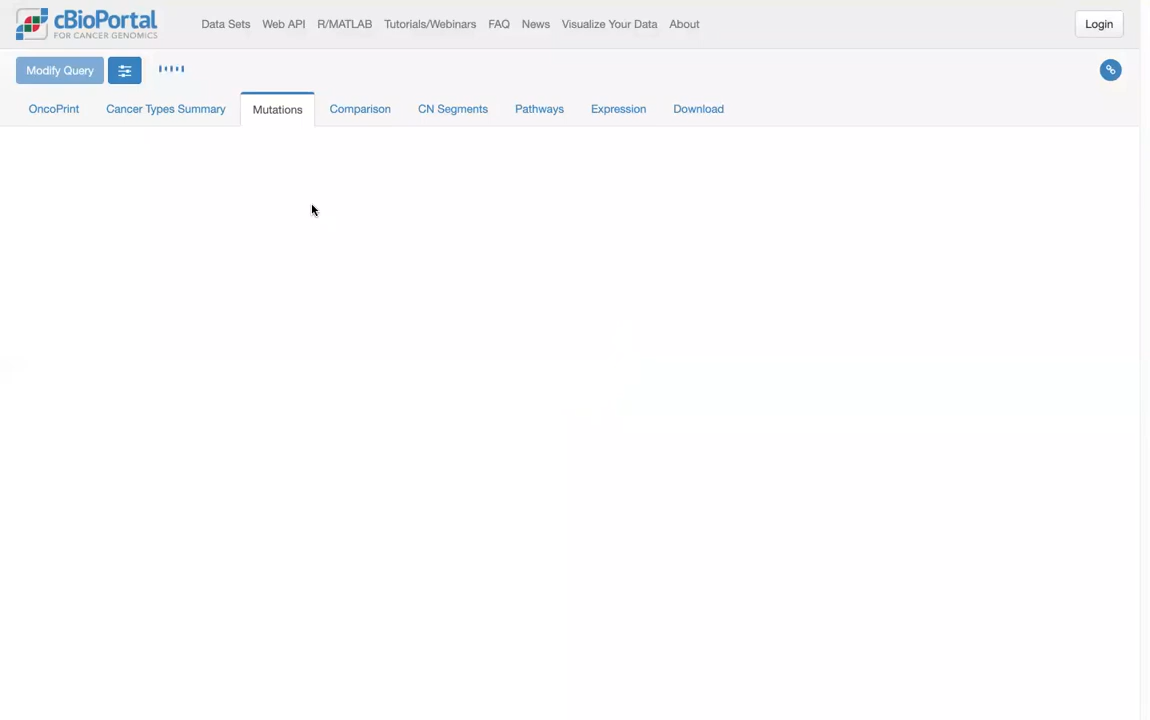 cBioPortal
FOR CANCER GENOMICS
Data Sets Web API R/MATLAB Tutorials/Webinars FAQ News Visualize Your Data About Login
Modify Query
OncoPrint Cancer Types Summary Mutations Comparison CN Segments Pathways Expression Download